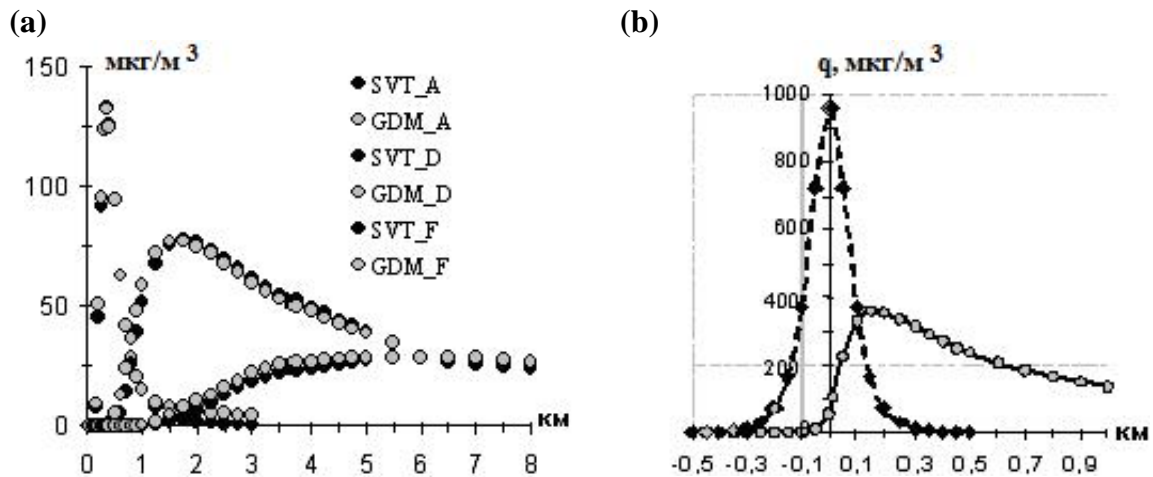 (a)
(b)
мкг/м 3
150
100
50
0
SVT_A
GDM_A
SVT_D
GDM_D
SVT_F
GDM_F
км
0 1 2 3 4 5 6 7 8
q, мкг/м 3
1000
800
600
400
200
0
км
-0,5 -0,3 -0,1 0,1 0,3 0,5 0,7 0,9